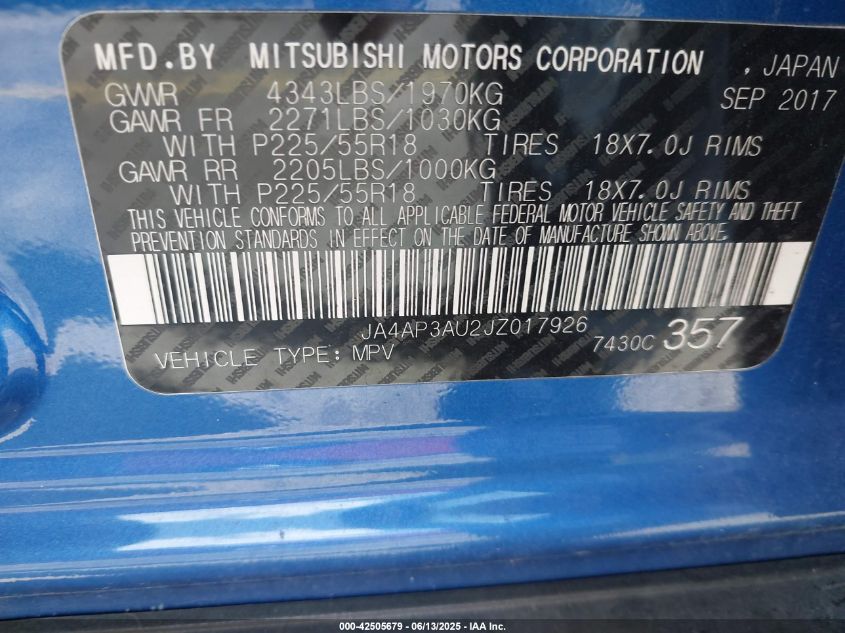 MFD.BY MITSUBISHI MOTORS CORPORATION , JAPAN
GVWR 4343LBS/1970KG SEP 2017
GAWR FR 2271LBS/1030KG
WITH P225/55R18 TIRES 18X7.0J RIMS
GAWR RR 2205LBS/1000KG
WITH P225/55R18 TIRES 18X7.0J RIMS
THIS VEHICLE CONFORMS TO ALL APPLICABLE FEDERAL MOTOR VEHICLE SAFETY AND THEFT
PREVENTION STANDARDS IN EFFECT ON THE DATE OF MANUFACTURE SHOWN ABOVE.
JA4AP3AU2JZ017926
VEHICLE TYPE: MPV 7430C 357
000-42505679 - 06/13/2025 - IAA Inc.